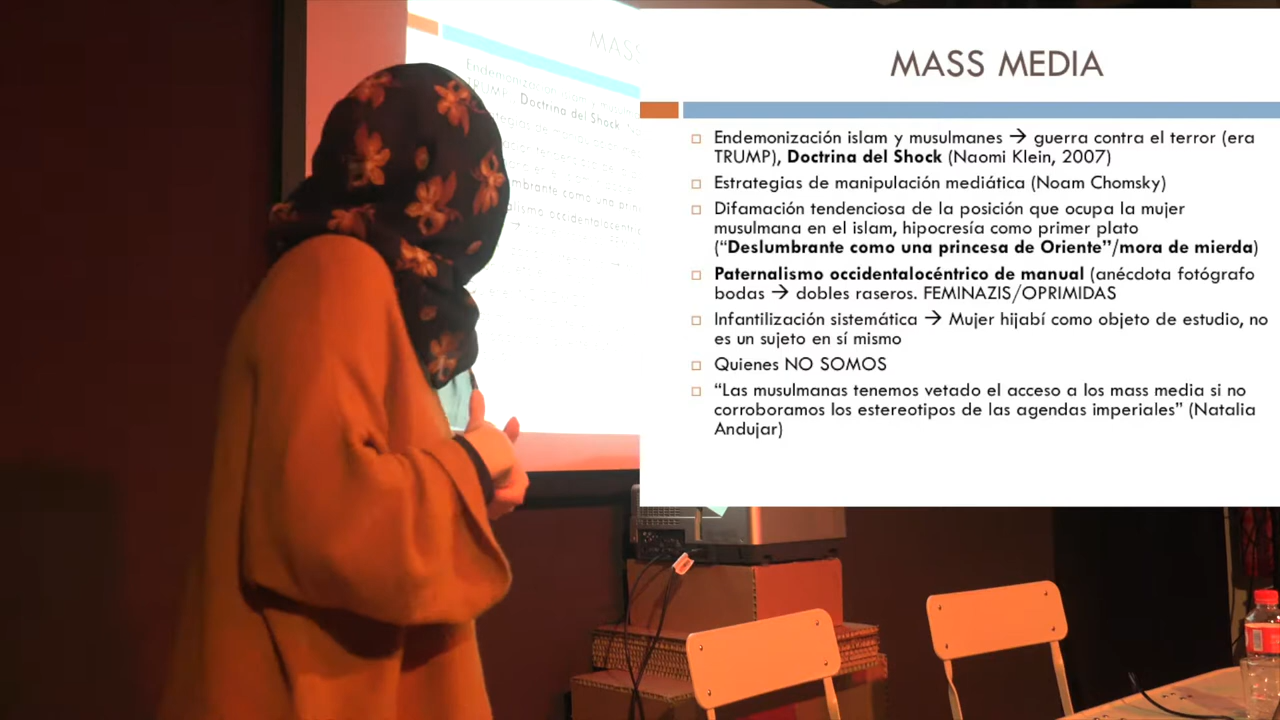 MASS MEDIA
Endemonización islam y musulmanes → guerra contra el terror (era
TRUMP), Doctrina del Shock (Naomi Klein, 2007)
Estrategias de manipulación mediática (Noam Chomsky)
Difamación tendenciosa de la posición que ocupa la mujer
musulmana en el islam, hipocresía como primer plato
(“Deslumbrante como una princesa de Oriente”/mora de mierda)
Paternalismo occidentalocéntrico de manual (anécdota fotógrafo
bodas → dobles raseros. FEMINAZIS/OPRIMIDAS
Infantilización sistemática → Mujer hijabí como objeto de estudio, no
es un sujeto en sí mismo
Quienes NO SOMOS
“Las musulmanas tenemos vetado el acceso a los mass media si no
corroboramos los estereotipos de las agendas imperiales” (Natalia
Andujar)
MASS
TRUMP
Doctrina del Shock